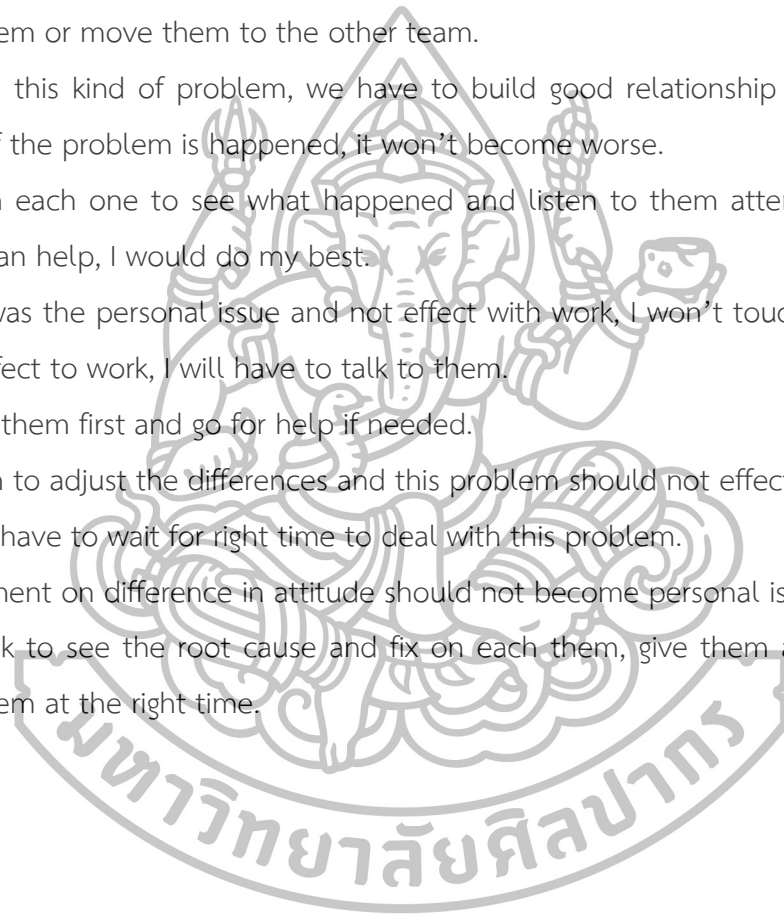 em or move them to the other team.
this kind of problem, we have to build good relationship
f the problem is happened, it won't become worse.
each one to see what happened and listen to them atter
an help, I would do my best.
was the personal issue and not effect with work, I won't touc
fect to work, I will have to talk to them.
them first and go for help if needed.
to adjust the differences and this problem should not effect
have to wait for right time to deal with this problem.
ment on difference in attitude should not become personal is
k to see the root cause and fix on each them, give them a
em at the right time.
มหาวิทยาลัยศิลปากร